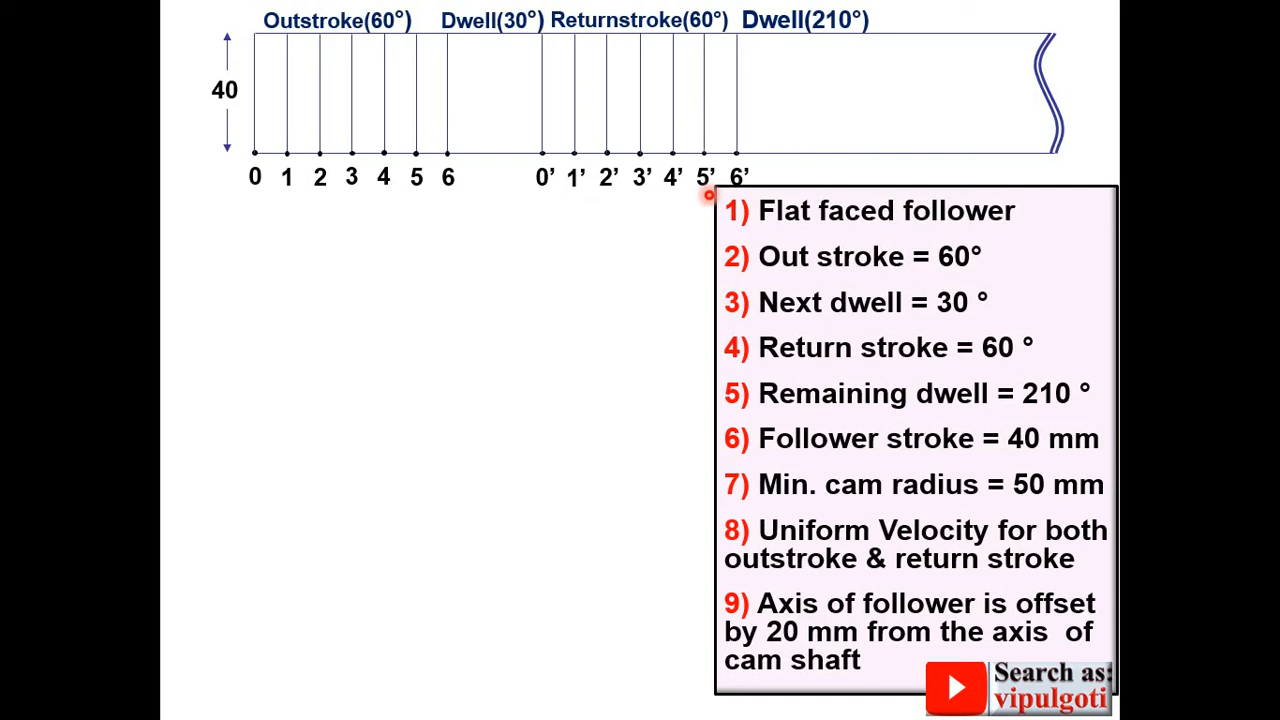 Outstroke(60°) Dwell(30°) Returnstroke(60°) Dwell(210°)
40
0 1 2 3 4 5 6 0' 1' 2' 3' 4' 5' 6'
1) Flat faced follower
2) Out stroke = 60°
3) Next dwell = 30 °
4) Return stroke = 60 °
5) Remaining dwell = 210 °
6) Follower stroke = 40 mm
7) Min. cam radius = 50 mm
8) Uniform Velocity for both
outstroke & return stroke
9) Axis of follower is offset
by 20 mm from the axis of
cam shaft
Search as:
vipulgoti